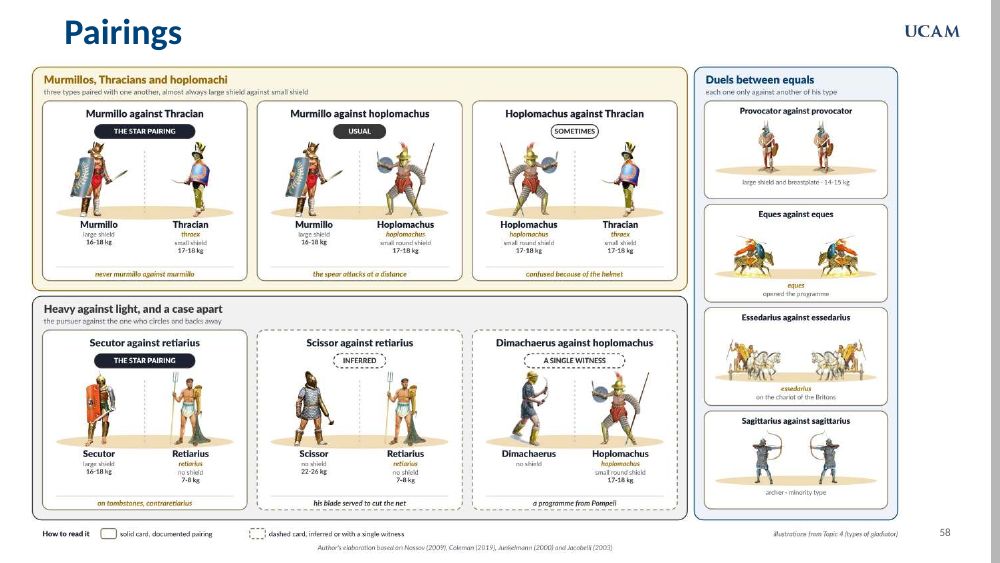 Pairings
UCAM
Murmillos, Thracians and hoplomachi
three types paired with one another, almost always large shield against small shield
Murmillo against Thracian
THE STAR PAIRING
Murmillo
large shield
16-18 kg
Thracian
thraex
small shield
17-18 kg
never murmillo against murmillo
Murmillo against hoplomachus
USUAL
Murmillo
large shield
16-18 kg
Hoplomachus
hoplomachus
small round shield
17-18 kg
the spear attacks at a distance
Hoplomachus against Thracian
SOMETIMES
Hoplomachus
hoplomachus
small round shield
17-18 kg
Thracian
thraex
small shield
17-18 kg
confused because of the helmet
Heavy against light, and a case apart
the pursuer against the one who circles and backs away
Secutor against retiarius
THE STAR PAIRING
Secutor
large shield
16-18 kg
Retiarius
retiarius
no shield
7-8 kg
on tombstones, contraretiarius
Scissor against retiarius
INFERRED
Scissor
no shield
22-26 kg
Retiarius
retiarius
no shield
7-8 kg
his blade served to cut the net
Dimachaerus against hoplomachus
A SINGLE WITNESS
Dimachaerus
no shield
Hoplomachus
hoplomachus
small round shield
17-18 kg
a programme from Pompeii
Duels between equals
each one only against another of his type
Provocator against provocator
large shield and breastplate · 14-15 kg
Eques against eques
eques
opened the programme
Essedarius against essedarius
essedarius
on the chariot of the Britons
Sagittarius against sagittarius
archer · minority type
How to read it
solid card, documented pairing
dashed card, inferred or with a single witness
Illustrations from Topic 4 (types of gladiator)
58
Author's elaboration based on Nossov (2009), Coleman (2019), Junkelmann (2000) and Jacobelli (2003)